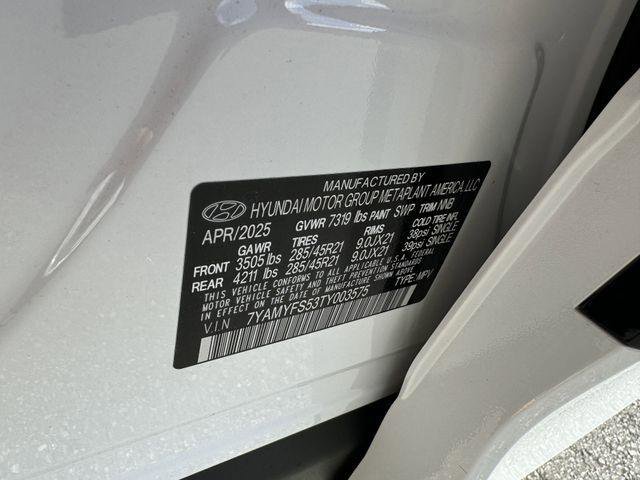 MANUFACTURED BY
HYUNDAI MOTOR GROUP METAPLANT AMERICA, LLC
APR/2025 GVWR 7319 lbs PAINT SWP TRIM NNB
GAWR TIRES RIMS COLD TIRE INFL
FRONT 3505 lbs 285/45R21 9.0JX21 38psi SINGLE
REAR 4211 lbs 285/45R21 9.0JX21 39psi SINGLE
THIS VEHICLE CONFORMS TO ALL APPLICABLE U.S.
FEDERAL MOTOR VEHICLE SAFETY, BUMPER,
AND THEFT PREVENTION STANDARDS
IN EFFECT ON THE DATE OF
MANUFACTURE SHOWN ABOVE. TYPE:MPV
V.I.N 7YAMYFS53TY003575